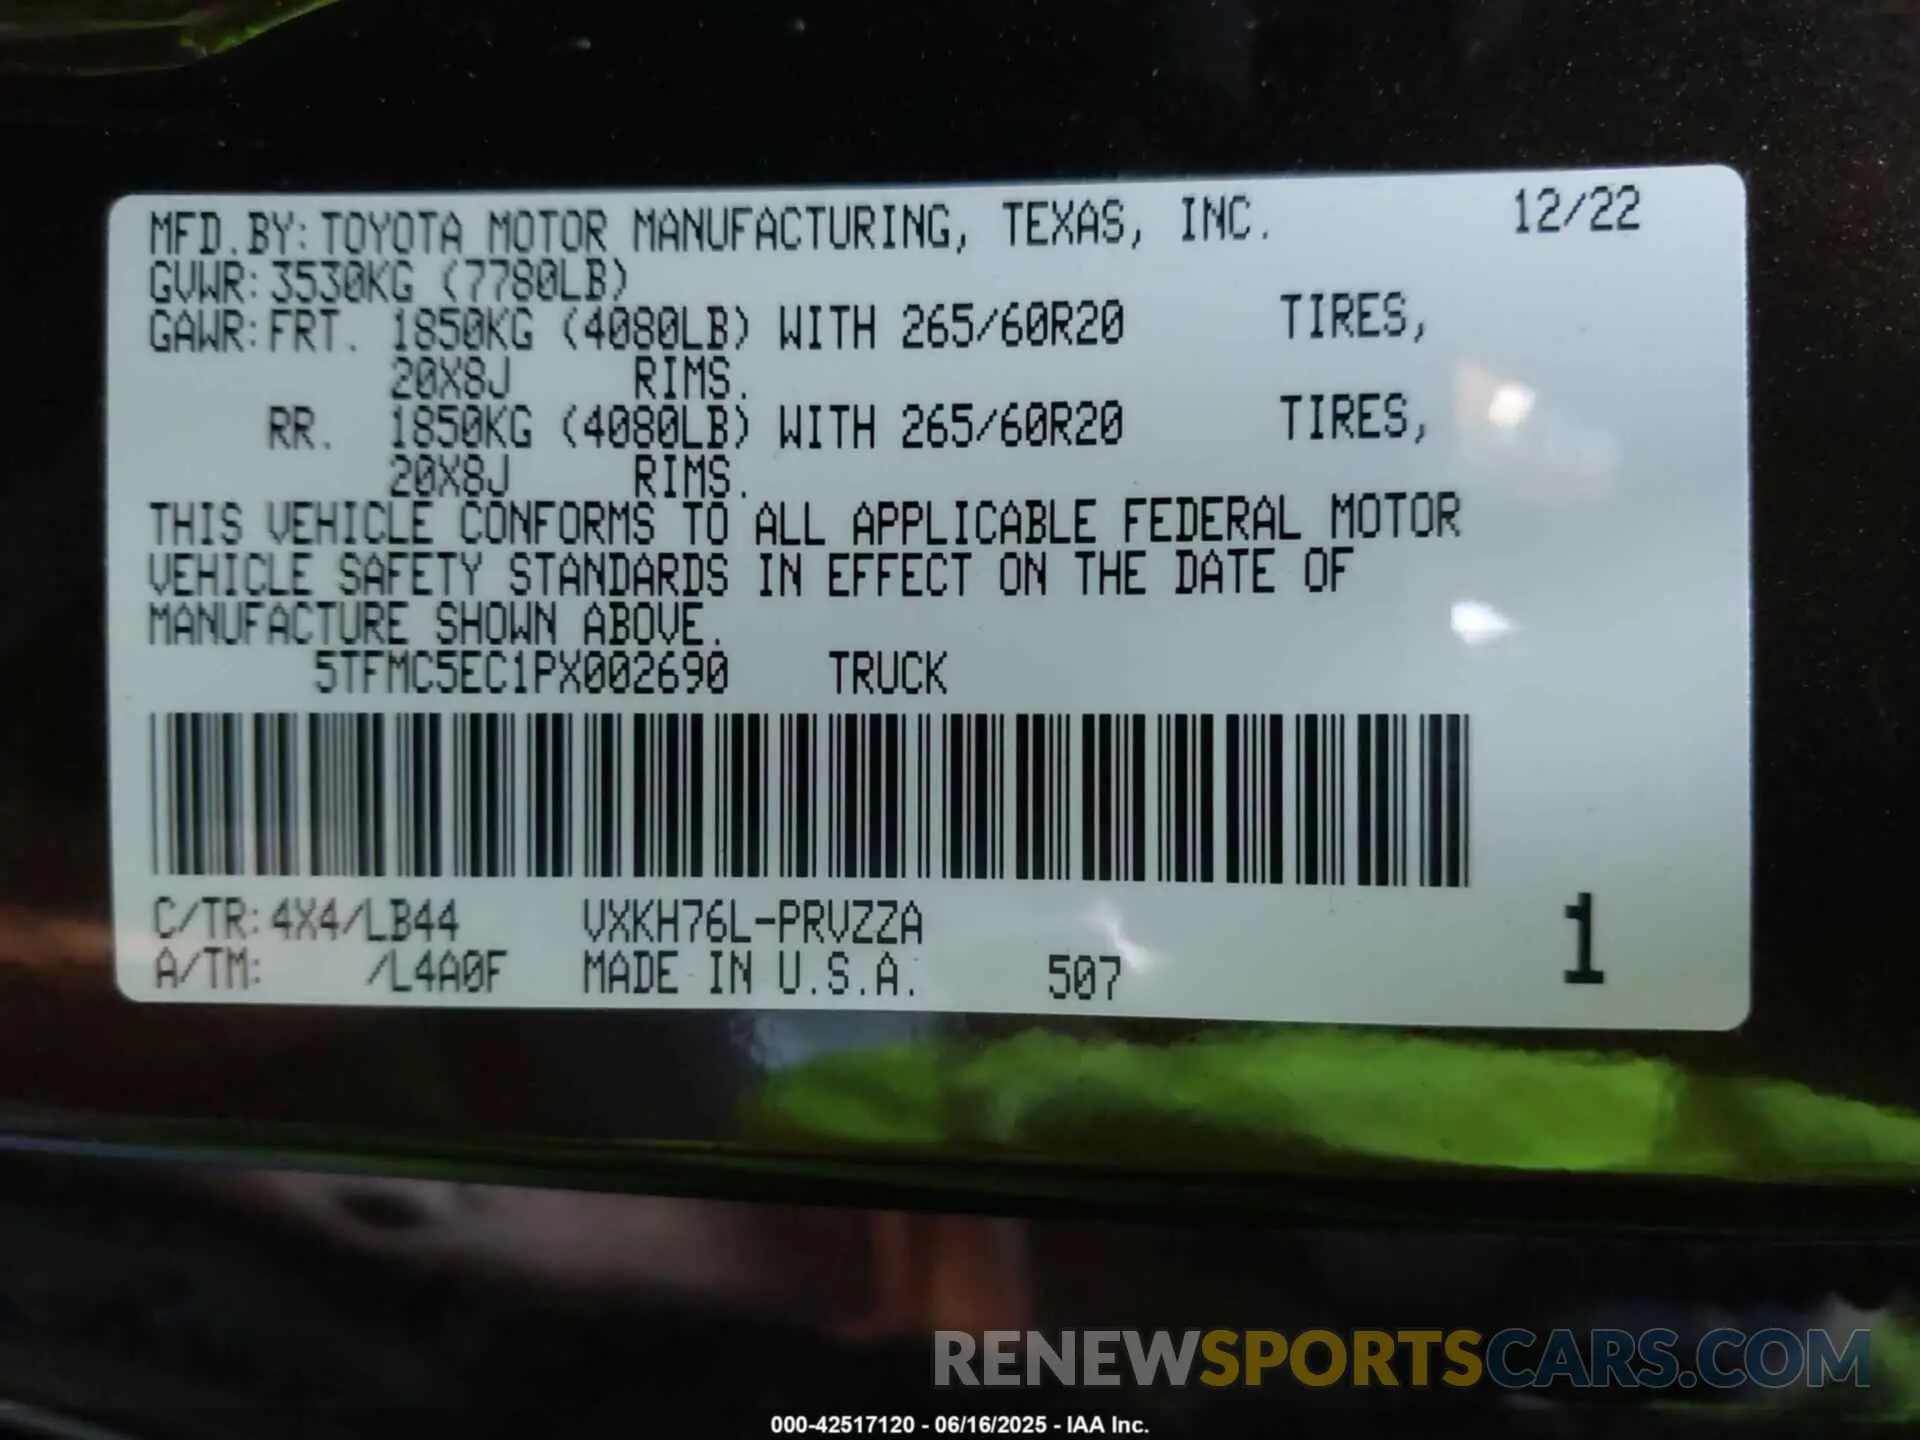 MFD.BY: TOYOTA MOTOR MANUFACTURING, TEXAS, INC. 12/22
GVWR: 3530KG (7780LB)
GAWR: FRT. 1850KG (4080LB) WITH 265/60R20 TIRES,
20X8J RIMS.
RR. 1850KG (4080LB) WITH 265/60R20 TIRES,
20X8J RIMS.
THIS VEHICLE CONFORMS TO ALL APPLICABLE FEDERAL MOTOR
VEHICLE SAFETY STANDARDS IN EFFECT ON THE DATE OF
MANUFACTURE SHOWN ABOVE.
5TFMC5EC1PX002690 TRUCK
C/TR: 4X4/LB44 VXKH76L-PRVZZA
A/TM: /L4A0F MADE IN U.S.A. 507
1
RENEWSPORTSCARS.COM
000-42517120 - 06/16/2025 - IAA Inc.